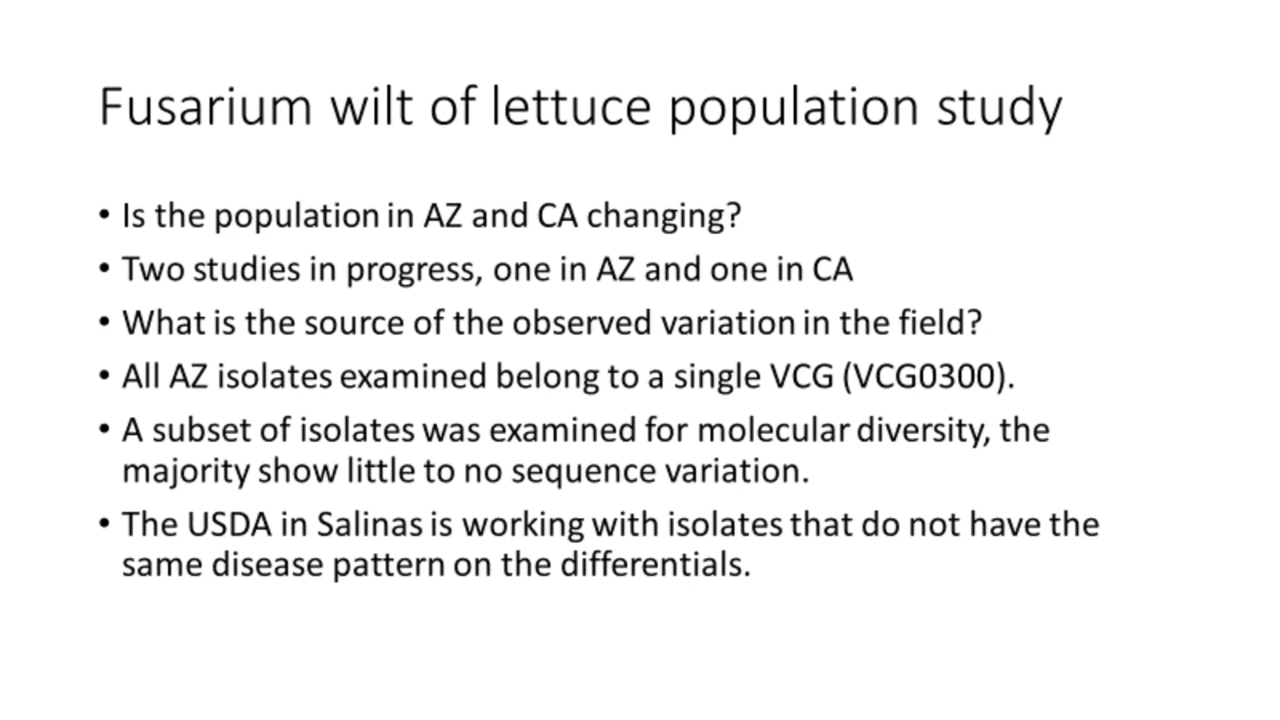 Fusarium wilt of lettuce population study
• Is the population in AZ and CA changing?
• Two studies in progress, one in AZ and one in CA
• What is the source of the observed variation in the field?
• All AZ isolates examined belong to a single VCG (VCG0300).
• A subset of isolates was examined for molecular diversity, the
majority show little to no sequence variation.
• The USDA in Salinas is working with isolates that do not have the
same disease pattern on the differentials.